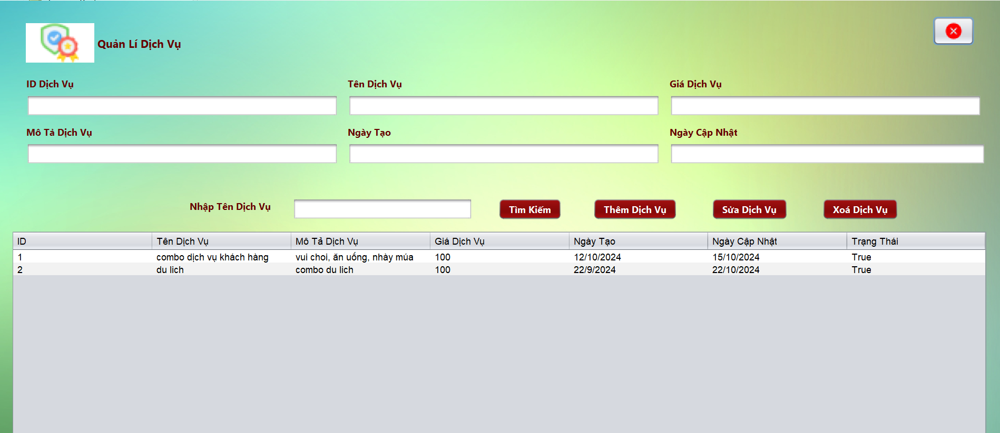 Quản Lí Dịch Vụ
ID Dịch Vụ Tên Dịch Vụ Giá Dịch Vụ
Mô Tả Dịch Vụ Ngày Tạo Ngày Cập Nhật
Nhập Tên Dịch Vụ Tìm Kiếm Thêm Dịch Vụ Sửa Dịch Vụ Xoá Dịch Vụ
ID Tên Dịch Vụ Mô Tả Dịch Vụ Giá Dịch Vụ Ngày Tạo Ngày Cập Nhật Trạng Thái
1 combo dịch vụ khách hàng vui choi, ăn uống, nhảy múa 100 12/10/2024 15/10/2024 True
2 du lich combo du lich 100 22/9/2024 22/10/2024 True